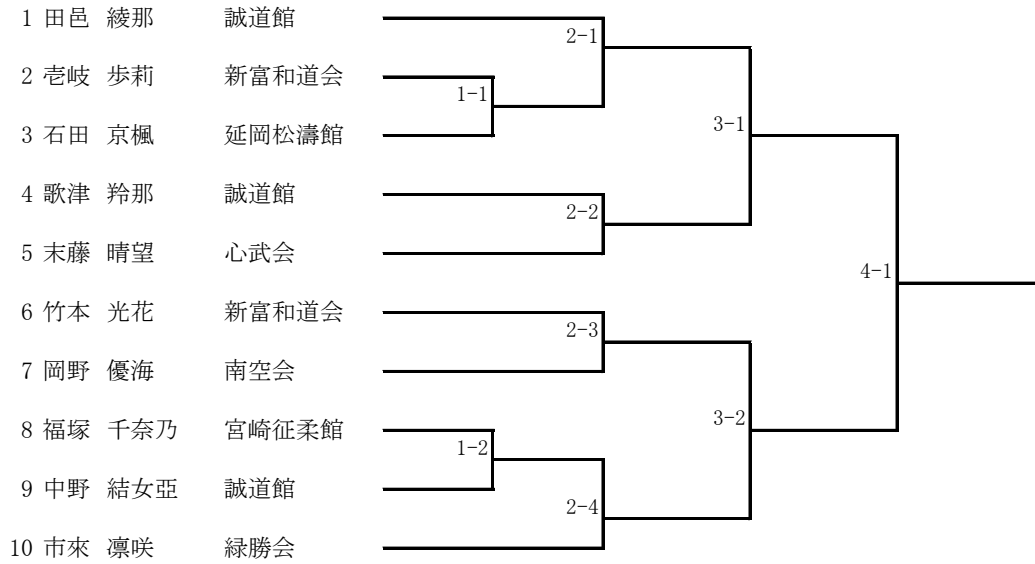 1 田邑 綾那 誠道館
2-1
2 壱岐 歩莉 新富和道会
1-1
3 石田 京楓 延岡松濤館
3-1
4 歌津 羚那 誠道館
2-2
5 末藤 晴望 心武会
4-1
6 竹本 光花 新富和道会
2-3
7 岡野 優海 南空会
3-2
8 福塚 千奈乃 宮崎征柔館
1-2
9 中野 結女亞 誠道館
2-4
10 市來 凛咲 緑勝会